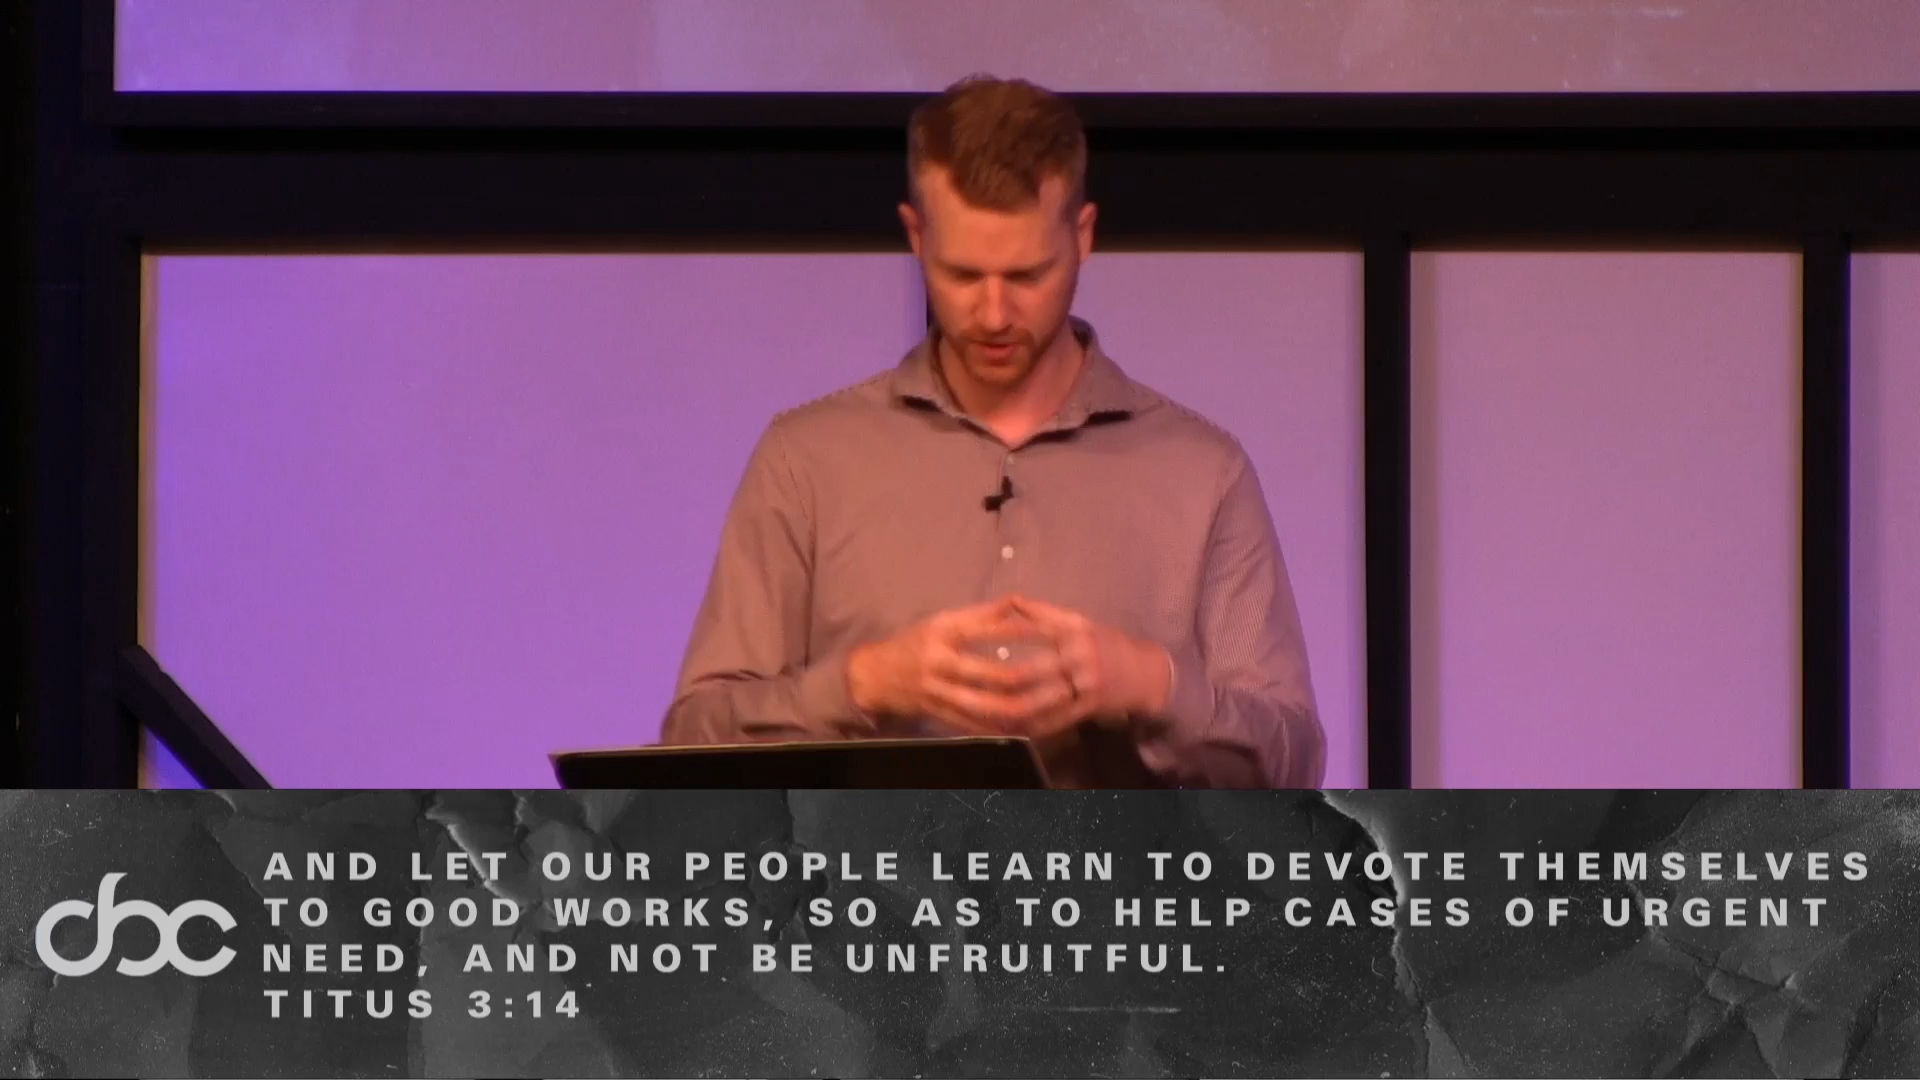 dbc
AND LET OUR PEOPLE LEARN TO DEVOTE THEMSELVES
TO GOOD WORKS, SO AS TO HELP CASES OF URGENT
NEED, AND NOT BE UNFRUITFUL.
TITUS 3:14